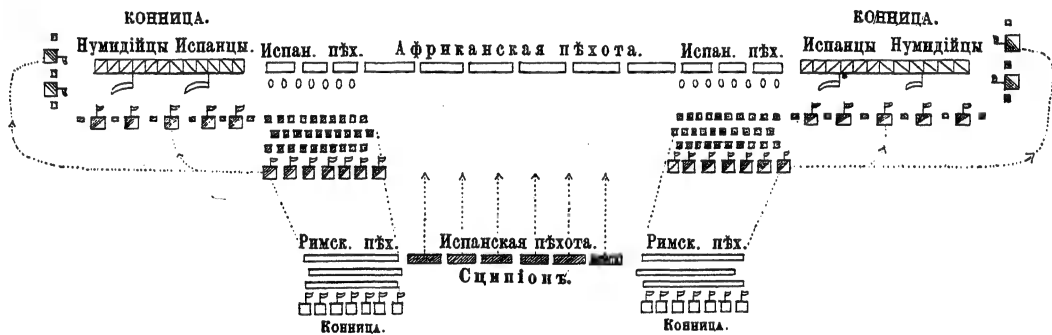 КОННИЦА.
КОННИЦА.
Нумидійцы Испанцы.
Испан. пѣх.
Африканская пѣхота.
Испан. пѣх.
Испанцы Нумидійцы
Римск. пѣх.
Испанская пѣхота.
Римск. пѣх.
Сципіонъ.
Конница.
Конница.